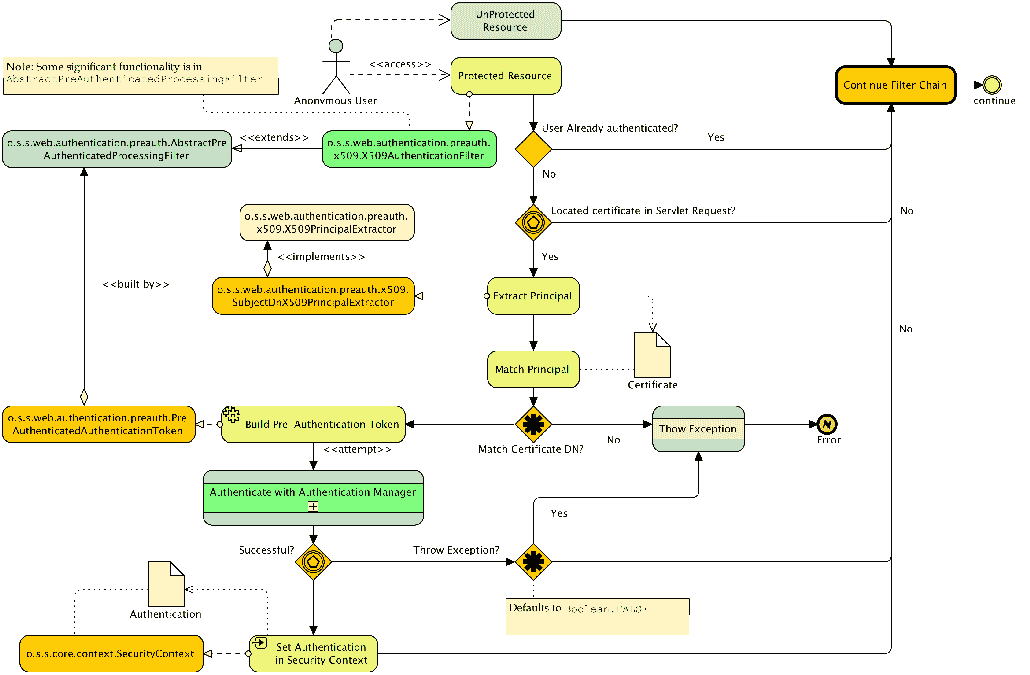 UnProtected
Resource
Note: Some significant functionality is in
AbstractPreAuthenticatedProcessingFilter
<<access>>
Protected Resource
Anonymous User
Continue Filter Chain
continue
User Already authenticated?
Yes
No
o.s.s.web.authentication.preauth.AbstractPre
AuthenticatedProcessingFilter
<<extends>>
o.s.s.web.authentication.preauth.
x509.X509AuthenticationFilter
Located certificate in Servlet Request?
No
Yes
o.s.s.web.authentication.preauth.
x509.X509PrincipalExtractor
<<implements>>
<<built by>>
o.s.s.web.authentication.preauth.x509.
SubjectDnX509PrincipalExtractor
Extract Principal
No
Match Principal
Certificate
o.s.s.web.authentication.preauth.Pre
AuthenticatedAuthenticationToken
Build Pre-Authentication Token
Match Certificate DN?
No
Thow Exception
Error
<<attempt>>
Authenticate with Authentication Manager
Yes
Successful?
Throw Exception?
Defaults to
Authentication
o.s.s.core.context.SecurityContext
Set Authentication
in Security Context